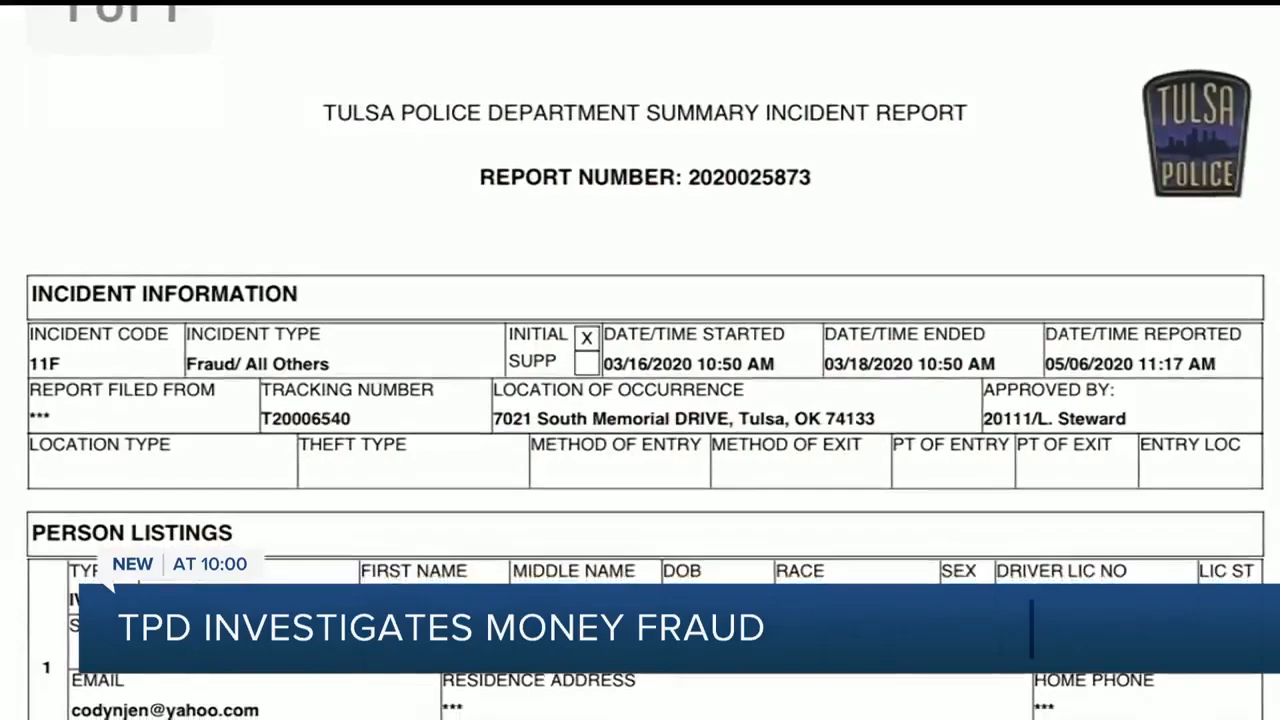 TULSA POLICE DEPARTMENT SUMMARY INCIDENT REPORT
TULSA
POLICE
REPORT NUMBER: 2020025873
INCIDENT INFORMATION
INCIDENT CODE INCIDENT TYPE INITIAL X DATE/TIME STARTED DATE/TIME ENDED DATE/TIME REPORTED
11F Fraud/ All Others SUPP 03/16/2020 10:50 AM 03/18/2020 10:50 AM 05/06/2020 11:17 AM
REPORT FILED FROM TRACKING NUMBER LOCATION OF OCCURRENCE APPROVED BY:
*** T20006540 7021 South Memorial DRIVE, Tulsa, OK 74133 20111/L. Steward
LOCATION TYPE THEFT TYPE METHOD OF ENTRY METHOD OF EXIT PT OF ENTRY PT OF EXIT ENTRY LOC
PERSON LISTINGS
NEW AT 10:00
FIRST NAME MIDDLE NAME DOB RACE SEX DRIVER LIC NO LIC ST
TPD INVESTIGATES MONEY FRAUD
1
EMAIL RESIDENCE ADDRESS HOME PHONE
codynjen@yahoo.com *** ***